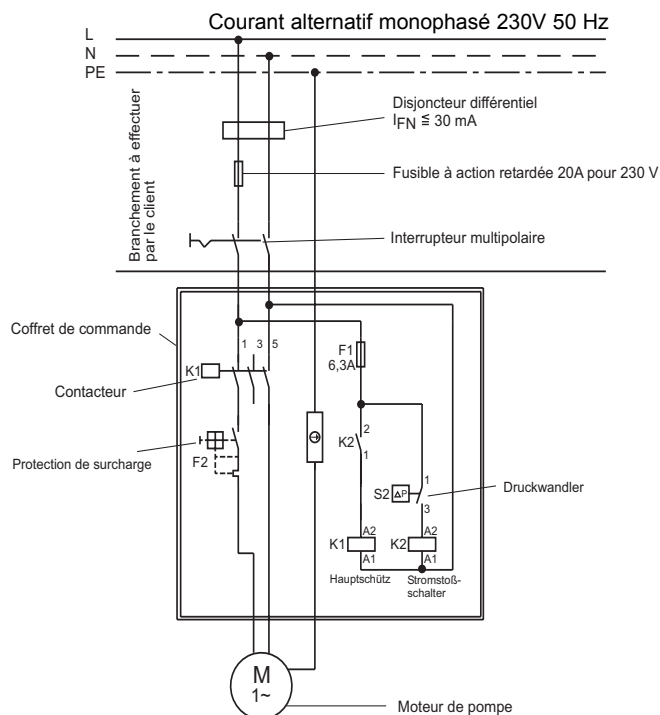 Courant alternatif monophasé 230V 50 Hz
L
N
PE
Branchement à effectuer
par le client
Disjoncteur différentiel
IFN ≦ 30 mA
Fusible à action retardée 20A pour 230 V
Interrupteur multipolaire
Coffret de commande
1 3 5
F1
6,3A
K1
Contacteur
2
K2
1
Protection de surcharge
F2
1
S2 ΔP
Druckwandler
3
A2 A2
K1 K2
A1 A1
Hauptschütz
Stromstoß-
schalter
M
1~
Moteur de pompe